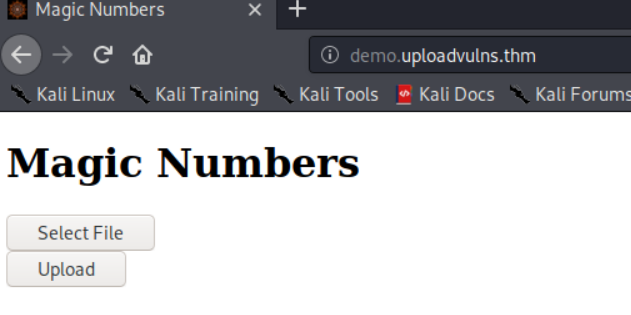 Magic Numbers
demo.uploadvulns.thm
Kali Linux Kali Training Kali Tools Kali Docs Kali Forums
Magic Numbers
Select File
Upload